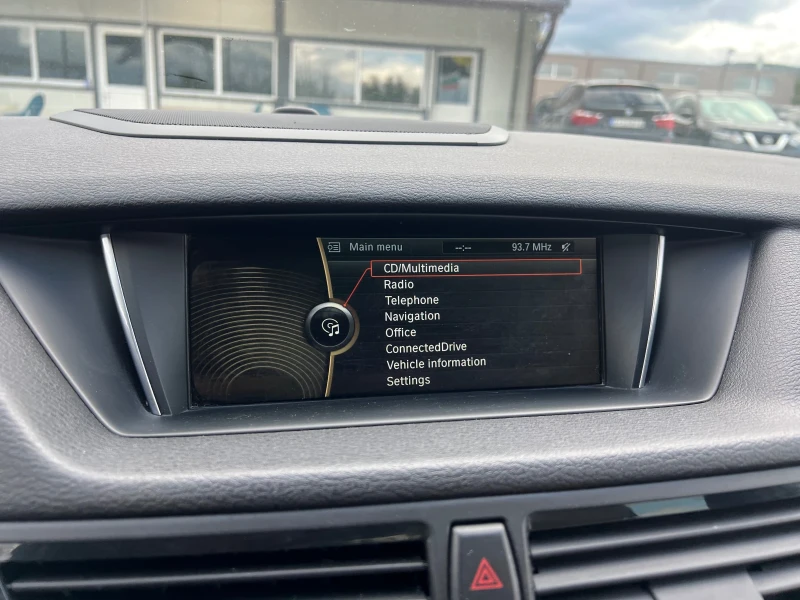 Main menu --:-- 93.7 MHz
CD/Multimedia
Radio
Telephone
Navigation
Office
ConnectedDrive
Vehicle information
Settings